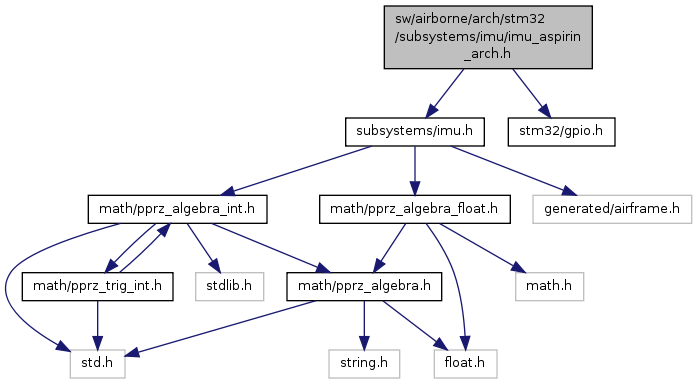 sw/airborne/arch/stm32
/subsystems/imu/imu_aspirin
_arch.h
subsystems/imu.h
stm32/gpio.h
math/pprz_algebra_int.h
math/pprz_algebra_float.h
generated/airframe.h
math/pprz_trig_int.h
stdlib.h
math/pprz_algebra.h
math.h
std.h
string.h
float.h